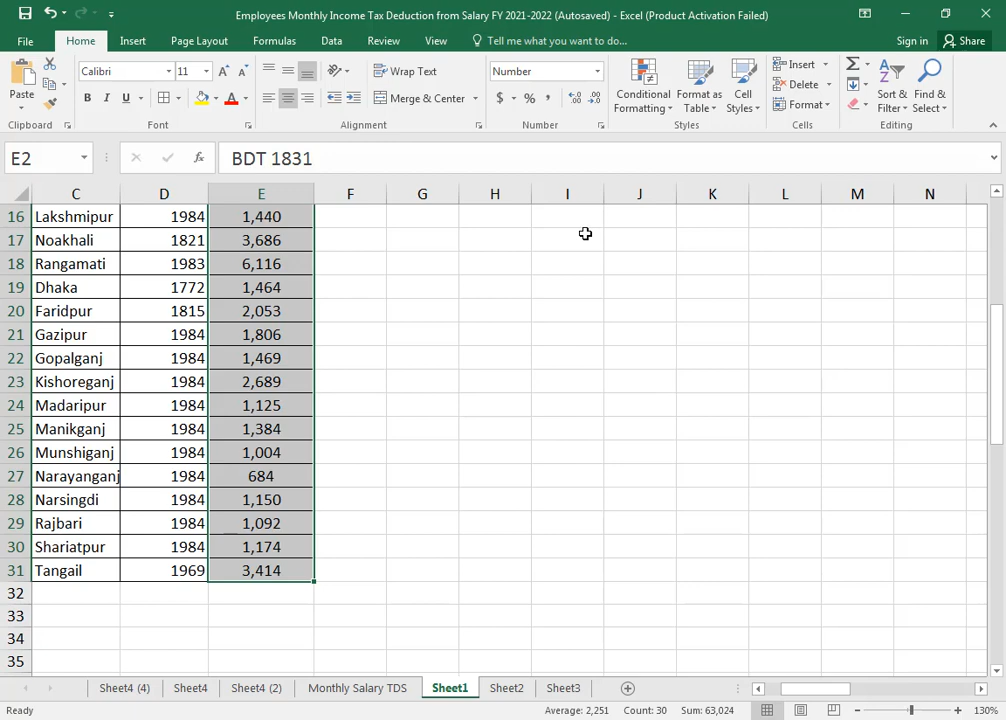 Employees Monthly Income Tax Deduction from Salary FY 2021-2022 (Autosaved) - Excel (Product Activation Failed)
File Home Insert Page Layout Formulas Data Review View Tell me what you want to do... Sign in Share
Paste Calibri 11 A A Wrap Text Number Conditional Formatting Format as Table Cell Styles Insert Sort & Filter Find & Select
B I U A Merge & Center $ % , .0 .00 Delete Format
Clipboard Font Alignment Number Styles Cells Editing
E2 fx BDT 1831
C D E F G H I J K L M N
16 Lakshmipur 1984 1,440
17 Noakhali 1821 3,686
18 Rangamati 1983 6,116
19 Dhaka 1772 1,464
20 Faridpur 1815 2,053
21 Gazipur 1984 1,806
22 Gopalganj 1984 1,469
23 Kishoreganj 1984 2,689
24 Madaripur 1984 1,125
25 Manikganj 1984 1,384
26 Munshiganj 1984 1,004
27 Narayanganj 1984 684
28 Narsingdi 1984 1,150
29 Rajbari 1984 1,092
30 Shariatpur 1984 1,174
31 Tangail 1969 3,414
32
33
34
35
Sheet4 (4) Sheet4 Sheet4 (2) Monthly Salary TDS Sheet1 Sheet2 Sheet3
Ready Average: 2,251 Count: 30 Sum: 63,024 130%